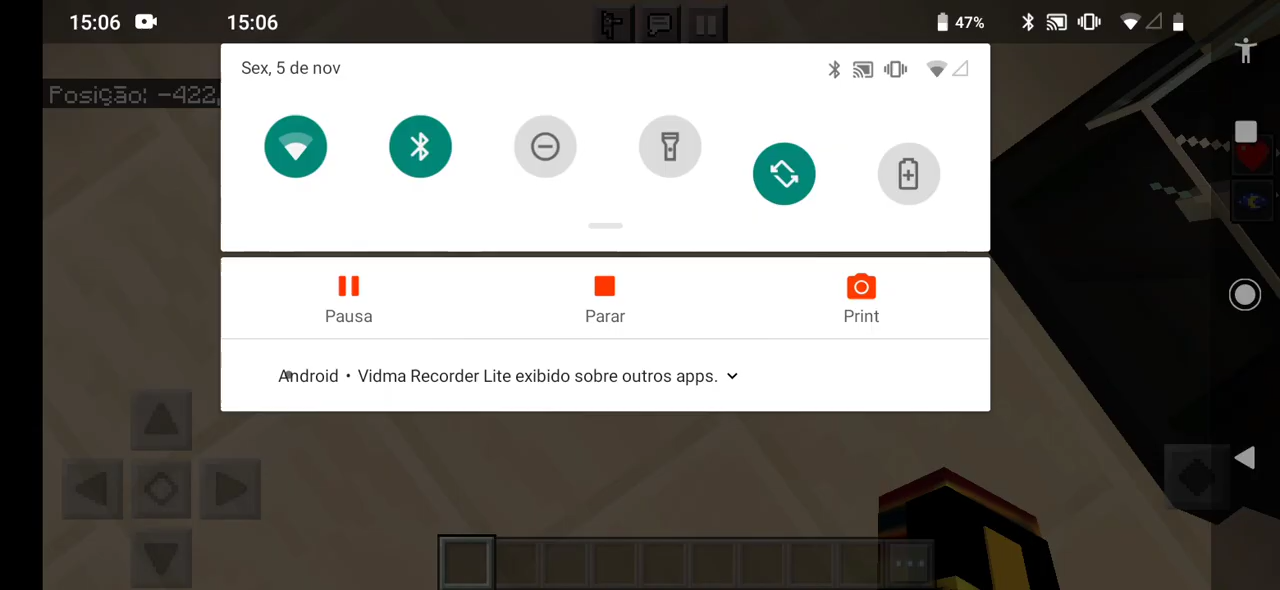 15:06
15:06
47%
Sex, 5 de nov
Posição: -422,
Pausa
Parar
Print
Android • Vidma Recorder Lite exibido sobre outros apps.